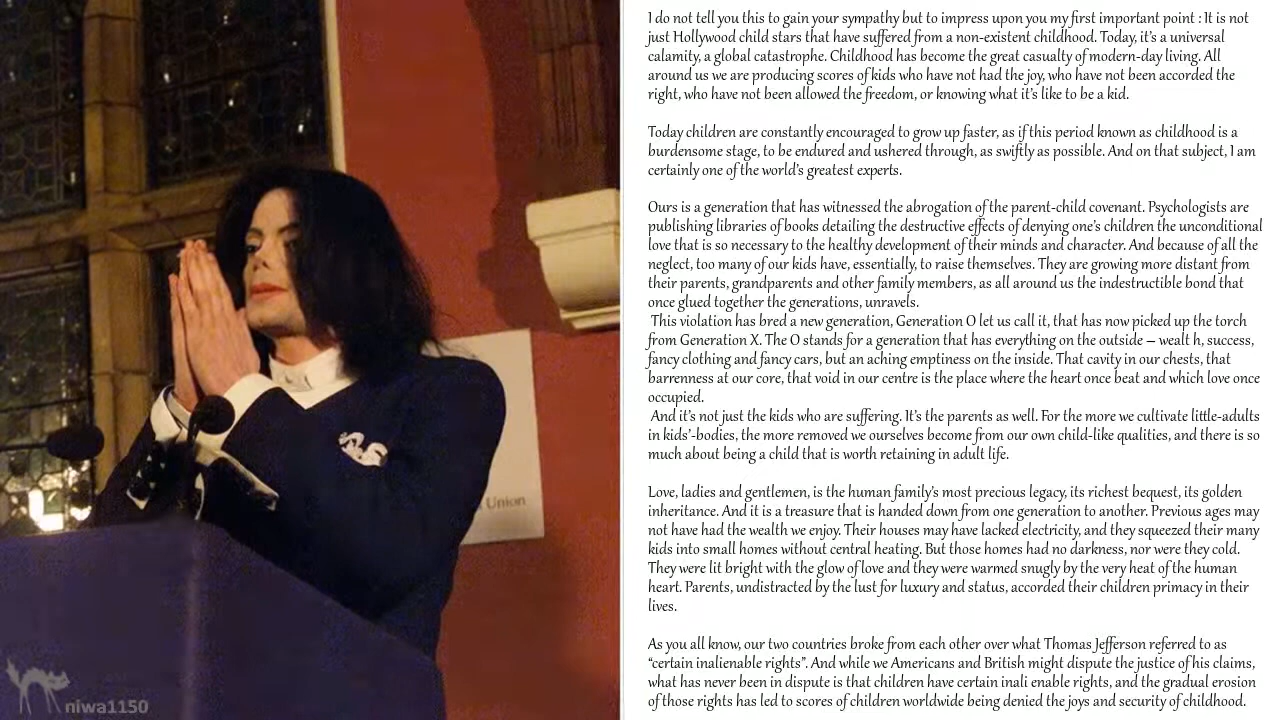 I do not tell you this to gain your sympathy but to impress upon you my first important point : It is not
just Hollywood child stars that have suffered from a non-existent childhood. Today, it's a universal
calamity, a global catastrophe. Childhood has become the great casualty of modern-day living. All
around us we are producing scores of kids who have not had the joy, who have not been accorded the
right, who have not been allowed the freedom, or knowing what it's like to be a kid.
Today children are constantly encouraged to grow up faster, as if this period known as childhood is a
burdensome stage, to be endured and ushered through, as swiftly as possible. And on that subject, I am
certainly one of the world's greatest experts.
Ours is a generation that has witnessed the abrogation of the parent-child covenant. Psychologists are
publishing libraries of books detailing the destructive effects of denying one's children the unconditional
love that is so necessary to the healthy development of their minds and character. And because of all the
neglect, too many of our kids have, essentially, to raise themselves. They are growing more distant from
their parents, grandparents and other family members, as all around us the indestructible bond that
once glued together the generations, unravels.
This violation has bred a new generation, Generation O let us call it, that has now picked up the torch
from Generation X. The O stands for a generation that has everything on the outside – wealt h, success,
fancy clothing and fancy cars, but an aching emptiness on the inside. That cavity in our chests, that
barrenness at our core, that void in our centre is the place where the heart once beat and which love once
occupied.
And it's not just the kids who are suffering. It's the parents as well. For the more we cultivate little-adults
in kids'-bodies, the more removed we ourselves become from our own child-like qualities, and there is so
much about being a child that is worth retaining in adult life.
Love, ladies and gentlemen, is the human family's most precious legacy, its richest bequest, its golden
inheritance. And it is a treasure that is handed down from one generation to another. Previous ages may
not have had the wealth we enjoy. Their houses may have lacked electricity, and they squeezed their many
kids into small homes without central heating. But those homes had no darkness, nor were they cold.
They were lit bright with the glow of love and they were warmed snugly by the very heat of the human
heart. Parents, undistracted by the lust for luxury and status, accorded their children primacy in their
lives.
As you all know, our two countries broke from each other over what Thomas Jefferson referred to as
“certain inalienable rights”. And while we Americans and British might dispute the justice of his claims,
what has never been in dispute is that children have certain inali enable rights, and the gradual erosion
of those rights has led to scores of children worldwide being denied the joys and security of childhood.
Union
niwa1150